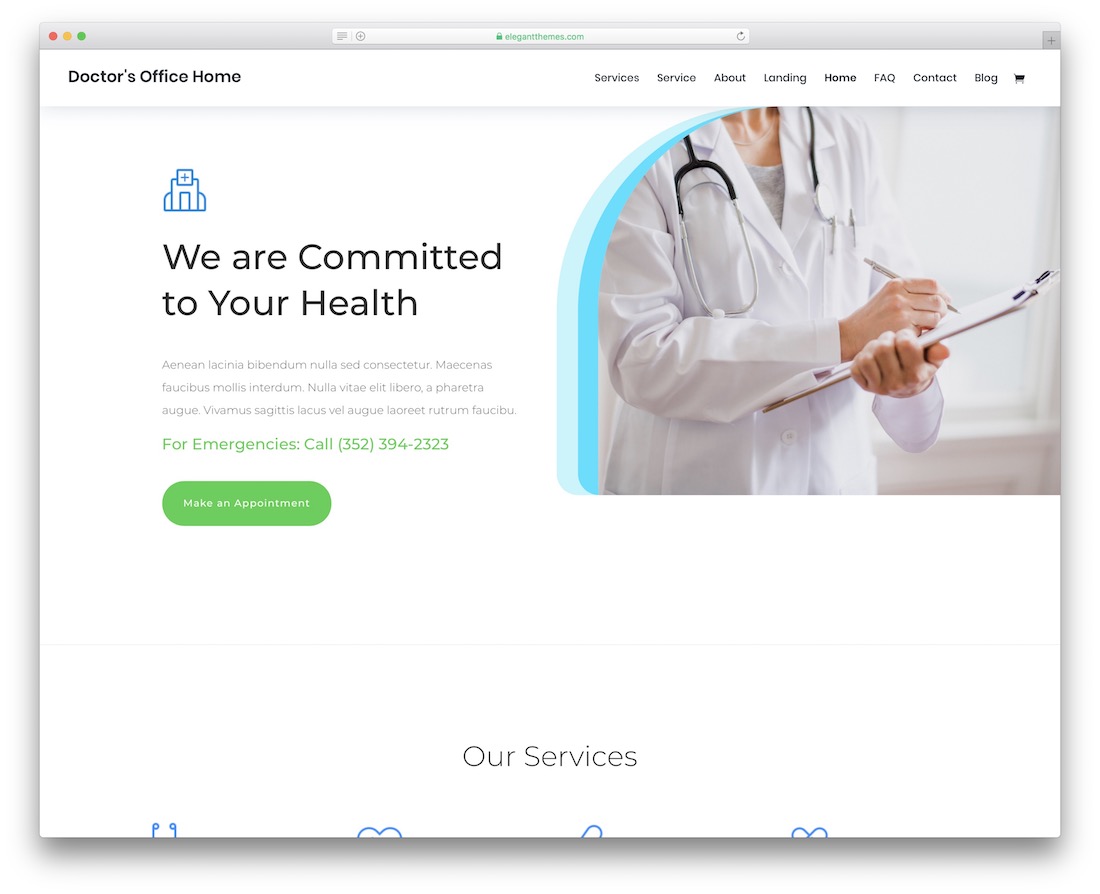 elegantthemes.com
Doctor's Office Home
Services Service About Landing Home FAQ Contact Blog
We are Committed
to Your Health
Aenean lacinia bibendum nulla sed consectetur. Maecenas
faucibus mollis interdum. Nulla vitae elit libero, a pharetra
augue. Vivamus sagittis lacus vel augue laoreet rutrum faucibu.
For Emergencies: Call (352) 394-2323
Make an Appointment
Our Services